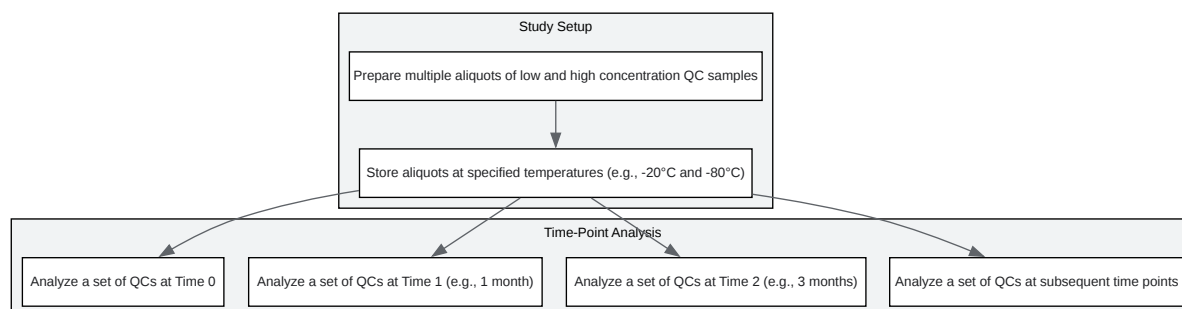 Study Setup
Prepare multiple aliquots of low and high concentration QC samples
Store aliquots at specified temperatures (e.g., -20°C and -80°C)
Time-Point Analysis
Analyze a set of QCs at Time 0
Analyze a set of QCs at Time 1 (e.g., 1 month)
Analyze a set of QCs at Time 2 (e.g., 3 months)
Analyze a set of QCs at subsequent time points